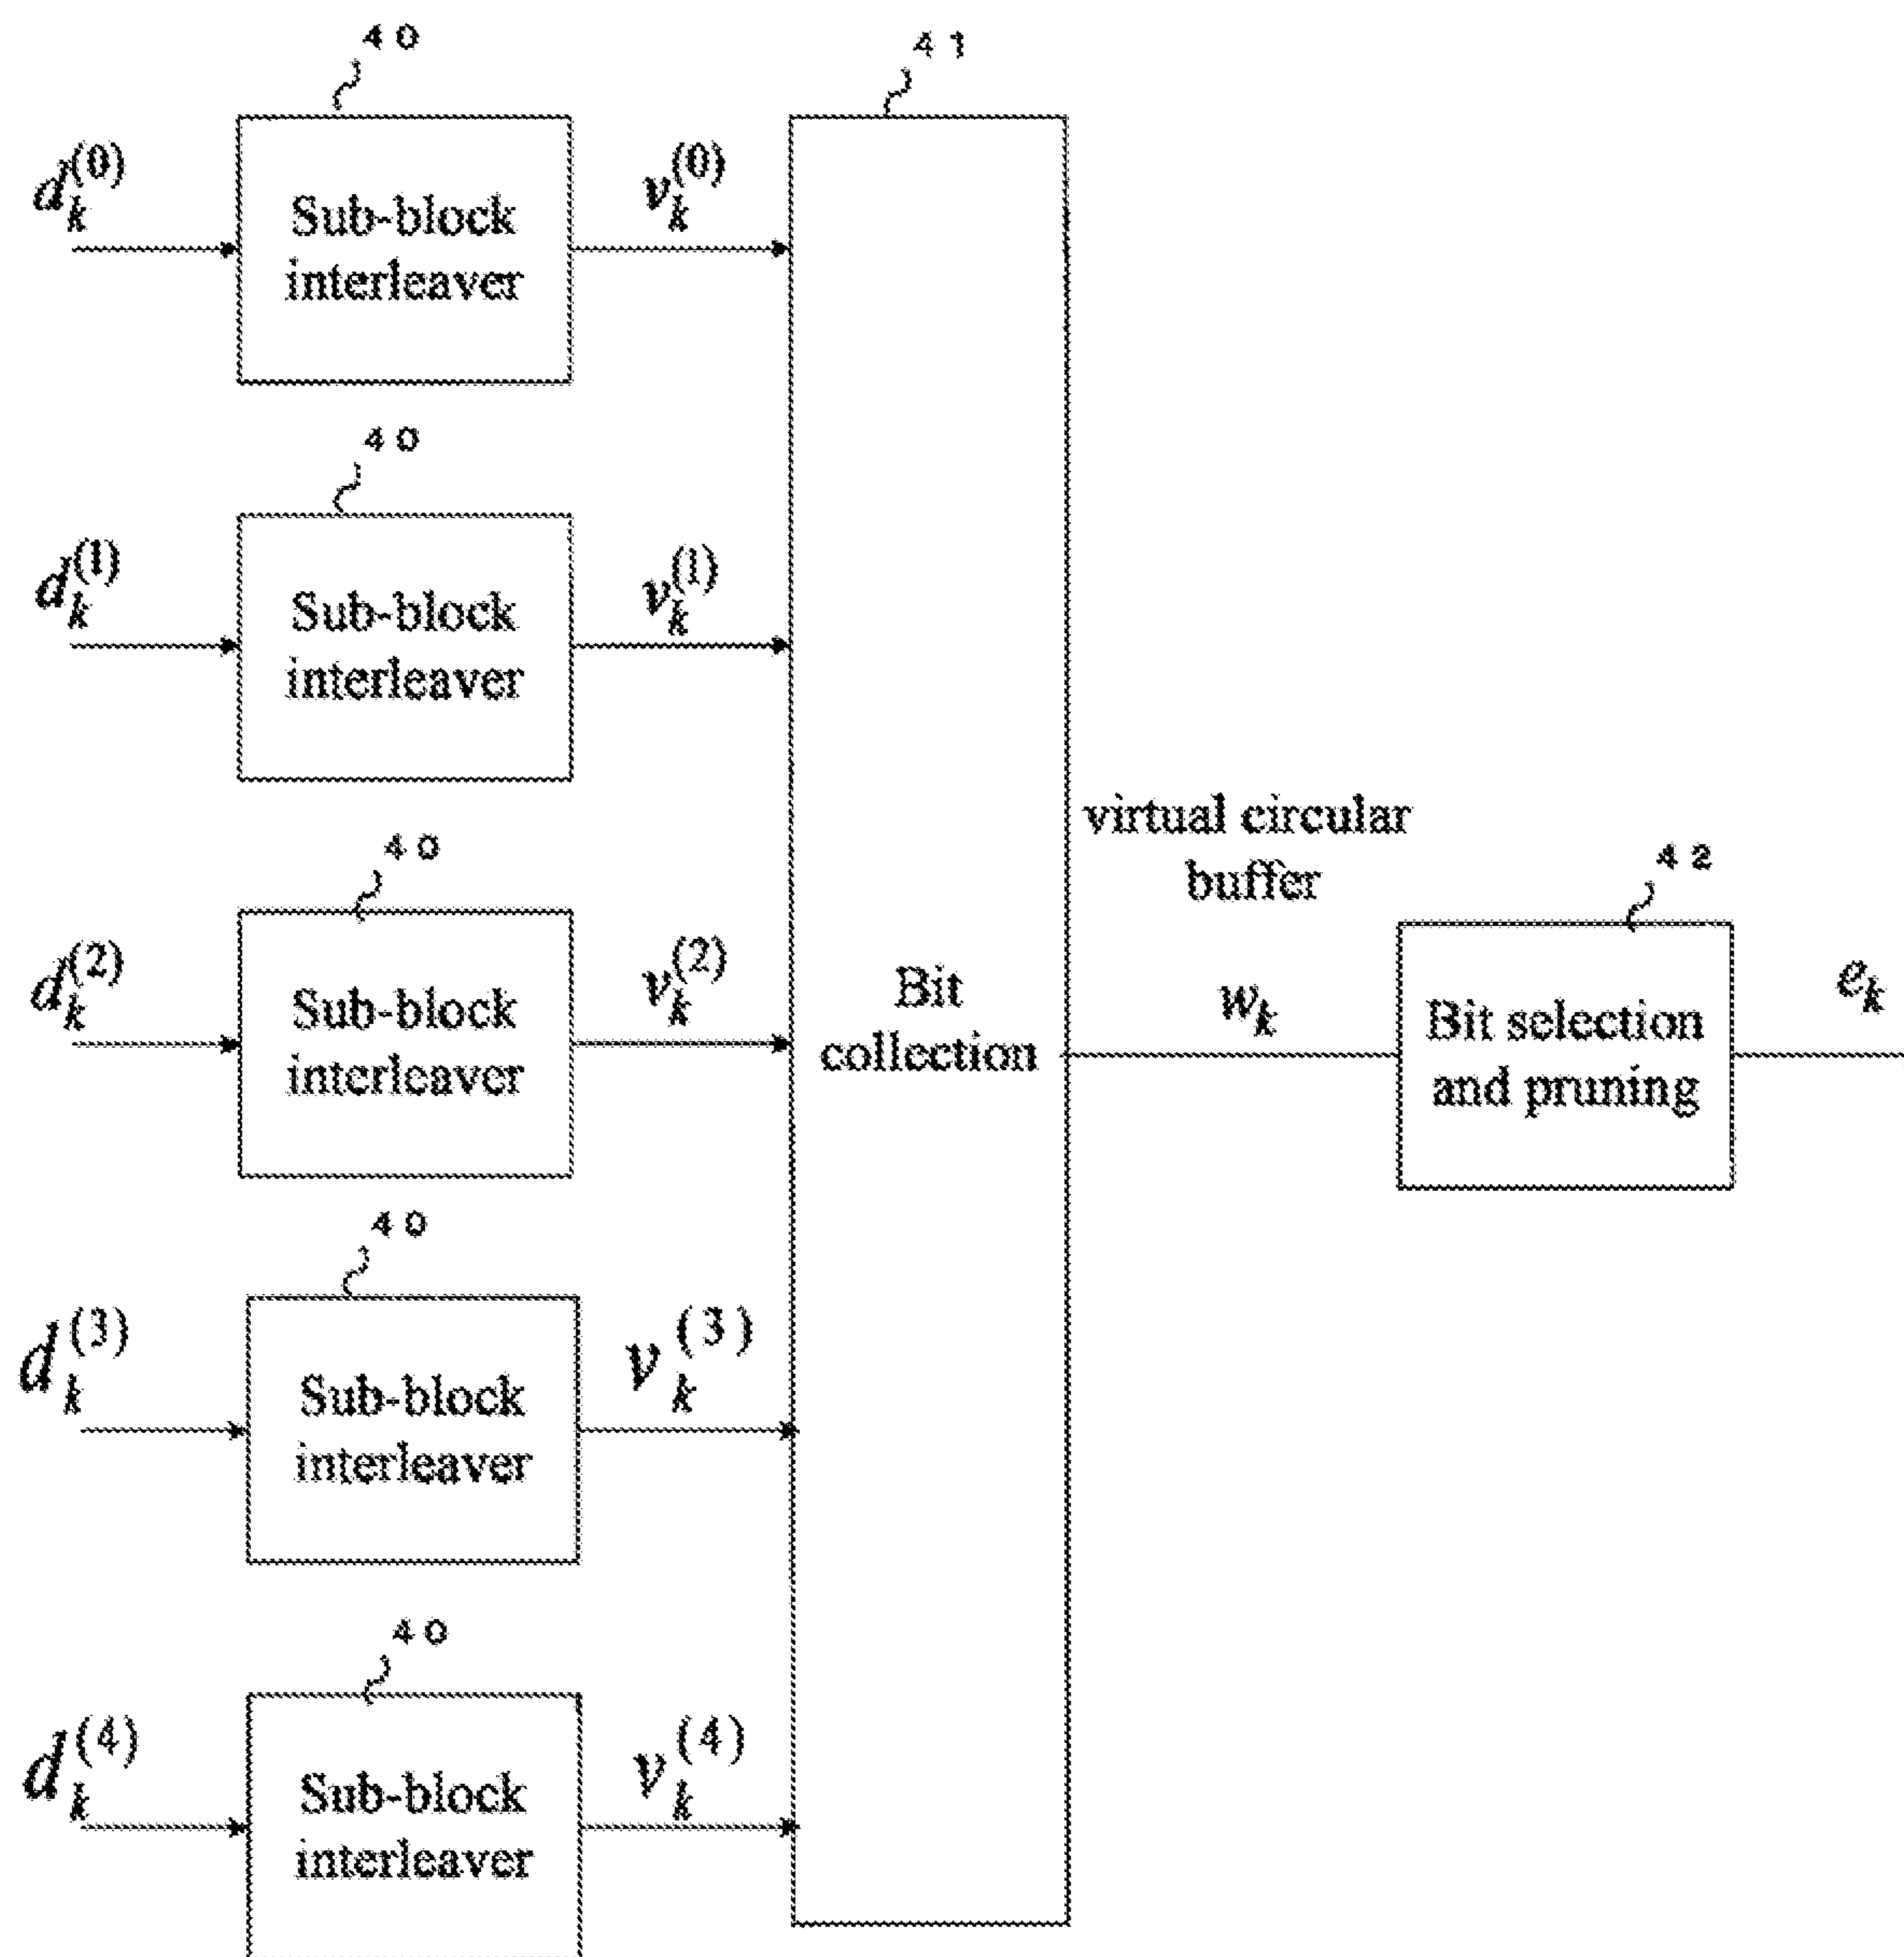 40
41
d_k^(0)
Sub-block
interleaver
v_k^(0)
40
d_k^(1)
Sub-block
interleaver
v_k^(1)
40
d_k^(2)
Sub-block
interleaver
v_k^(2)
Bit
collection
virtual circular
buffer
w_k
42
Bit selection
and pruning
e_k
40
d_k^(3)
Sub-block
interleaver
v_k^(3)
40
d_k^(4)
Sub-block
interleaver
v_k^(4)